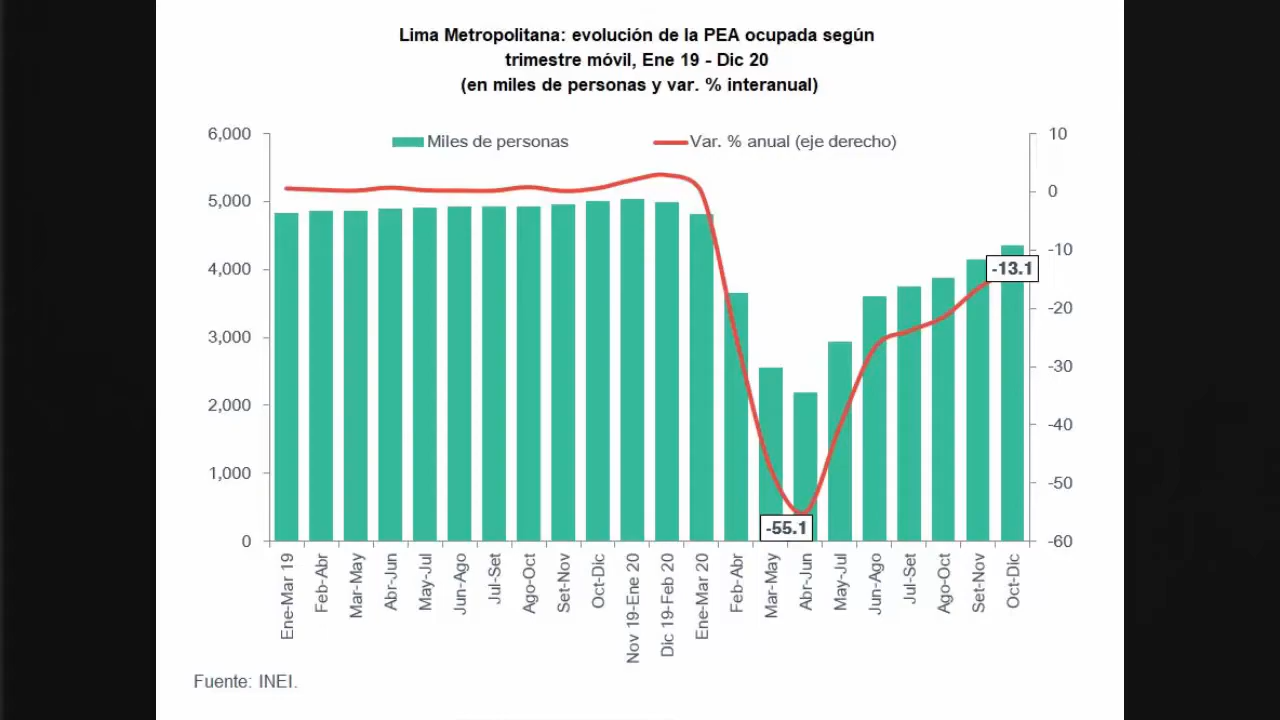 Lima Metropolitana: evolución de la PEA ocupada según
trimestre móvil, Ene 19 - Dic 20
(en miles de personas y var. % interanual)
Miles de personas
Var. % anual (eje derecho)
6,000
5,000
4,000
3,000
2,000
1,000
0
10
0
-10
-20
-30
-40
-50
-60
-13.1
-55.1
Ene-Mar 19
Feb-Abr
Mar-May
Abr-Jun
May-Jul
Jun-Ago
Jul-Set
Ago-Oct
Set-Nov
Oct-Dic
Nov 19-Ene 20
Dic 19-Feb 20
Ene-Mar 20
Feb-Abr
Mar-May
Abr-Jun
May-Jul
Jun-Ago
Jul-Set
Ago-Oct
Set-Nov
Oct-Dic
Fuente: INEI.